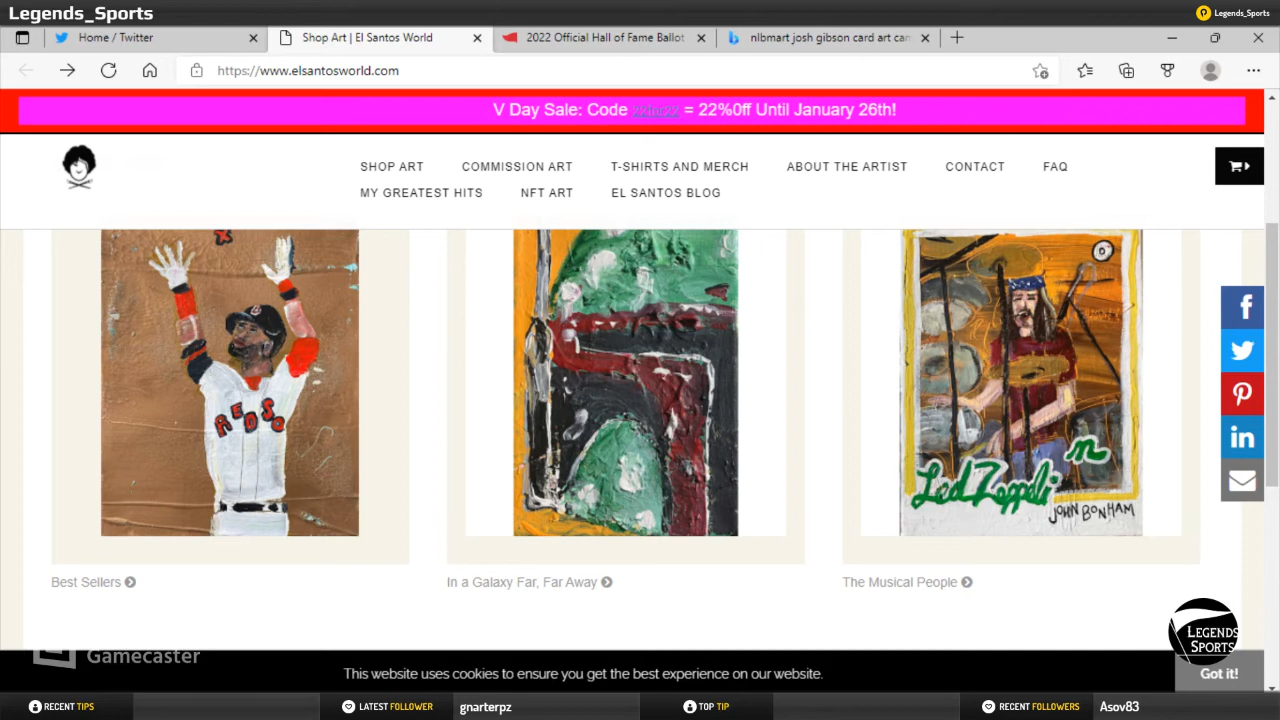 Legends_Sports
Legends_Sports
Home / Twitter
Shop Art | El Santos World
2022 Official Hall of Fame Ballot
nlbmart josh gibson card art can
https://www.elsantosworld.com
V Day Sale: Code 22for22 = 22%0ff Until January 26th!
SHOP ART
COMMISSION ART
T-SHIRTS AND MERCH
ABOUT THE ARTIST
CONTACT
FAQ
MY GREATEST HITS
NFT ART
EL SANTOS BLOG
REDSO
Led Zeppelin
JOHN BONHAM
Best Sellers
In a Galaxy Far, Far Away
The Musical People
LEGENDS
SPORTS
Gamecaster
This website uses cookies to ensure you get the best experience on our website.
Got it!
RECENT TIPS
LATEST FOLLOWER
gnarterpz
TOP TIP
RECENT FOLLOWERS
Asov83